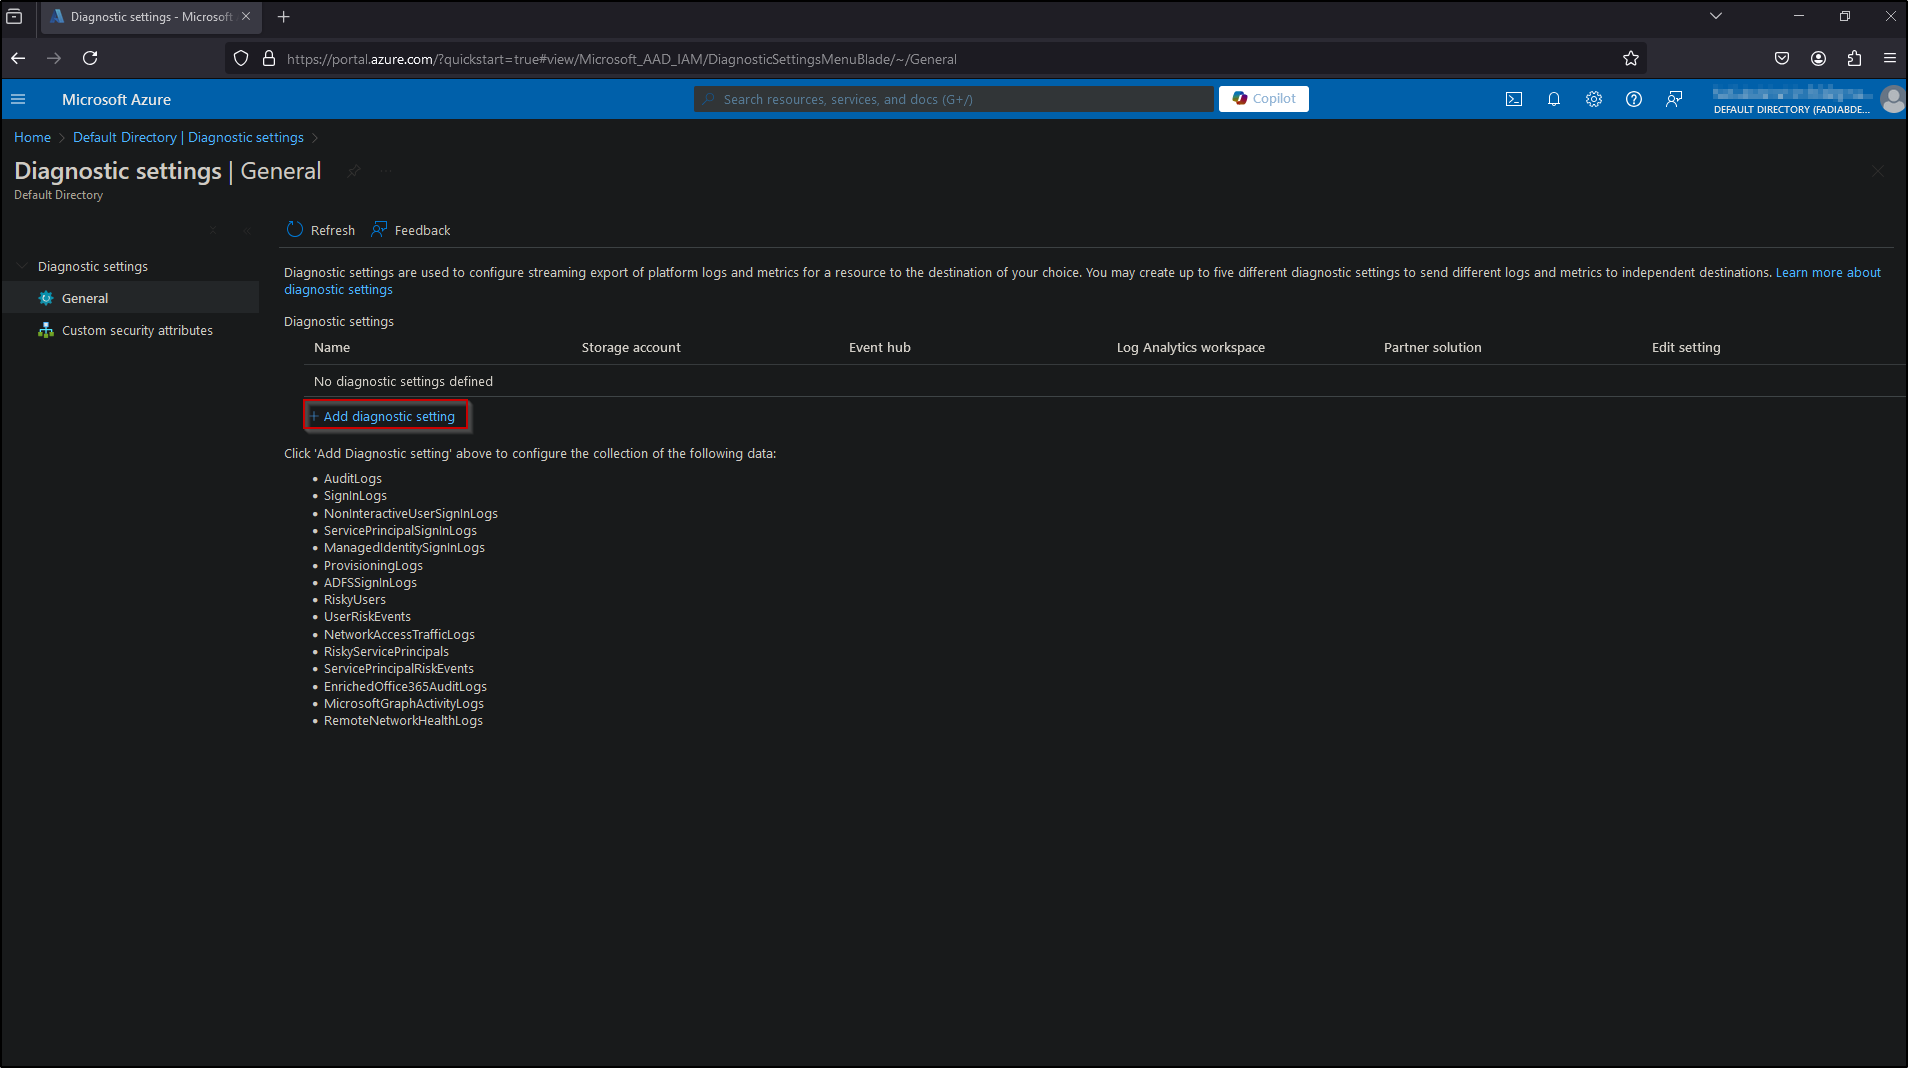 Diagnostic settings - Microsoft
https://portal.azure.com/?quickstart=true#view/Microsoft_AAD_IAM/DiagnosticSettingsMenuBlade/~/General
Microsoft Azure
Search resources, services, and docs (G+/)
Copilot
DEFAULT DIRECTORY (FADIABDE...
Home > Default Directory | Diagnostic settings >
Diagnostic settings | General
Default Directory
Refresh
Feedback
Diagnostic settings
General
Custom security attributes
Diagnostic settings are used to configure streaming export of platform logs and metrics for a resource to the destination of your choice. You may create up to five different diagnostic settings to send different logs and metrics to independent destinations. Learn more about
diagnostic settings
Diagnostic settings
Name Storage account Event hub Log Analytics workspace Partner solution Edit setting
No diagnostic settings defined
+ Add diagnostic setting
Click 'Add Diagnostic setting' above to configure the collection of the following data:
• AuditLogs
• SignInLogs
• NonInteractiveUserSignInLogs
• ServicePrincipalSignInLogs
• ManagedIdentitySignInLogs
• ProvisioningLogs
• ADFSSignInLogs
• RiskyUsers
• UserRiskEvents
• NetworkAccessTrafficLogs
• RiskyServicePrincipals
• ServicePrincipalRiskEvents
• EnrichedOffice365AuditLogs
• MicrosoftGraphActivityLogs
• RemoteNetworkHealthLogs